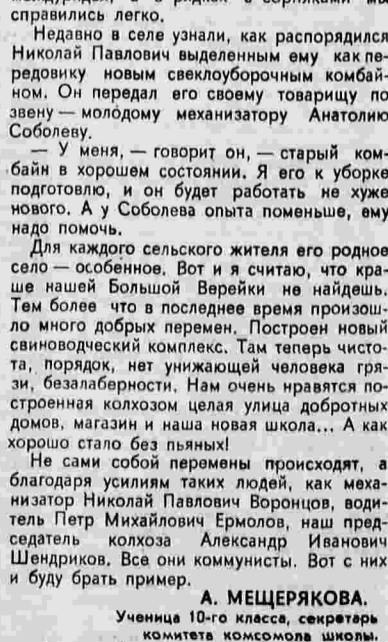 справились легко.
Недавно в селе узнали, как распорядился
Николай Павлович выделенным ему как пе-
редовику новым свеклоуборочным комбай-
ном. Он передал его своему товарищу по
звену — молодому механизатору Анатолию
Соболеву.
— У меня, — говорит он, — старый ком-
байн в хорошем состоянии. Я его к уборке
подготовлю, и он будет работать не хуже
нового. А у Соболева опыта поменьше, ему
надо помочь.
Для каждого сельского жителя его родное
село — особенное. Вот и я считаю, что кра-
ше нашей Большой Верейки не найдешь.
Тем более что в последнее время произош-
ло много добрых перемен. Построен новый
свиноводческий комплекс. Там теперь чисто-
та, порядок, нет унижающей человека гря-
зи, безалаберности. Нам очень нравятся по-
строенная колхозом целая улица добротных
домов, магазин и наша новая школа... А как
хорошо стало без пьяных!
Не сами собой перемены происходят, а
благодаря усилиям таких людей, как меха-
низатор Николай Павлович Воронцов, води-
тель Петр Михайлович Ермолов, наш пред-
седатель колхоза Александр Иванович
Шендриков. Все они коммунисты. Вот с них
и буду брать пример.
А. МЕЩЕРЯКОВА.
Ученица 10-го класса, секретарь
комитета комсомола школы.